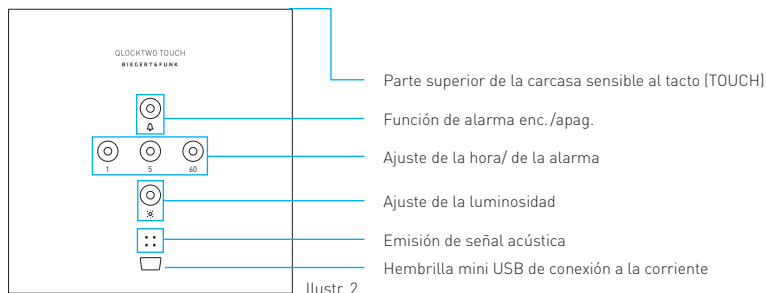 QLOCKTWO TOUCH
BIEGERT&FUNK
Parte superior de la carcasa sensible al tacto (TOUCH)
Función de alarma enc./apag.
Ajuste de la hora/ de la alarma
1 5 60
Ajuste de la luminosidad
Emisión de señal acústica
Hembrilla mini USB de conexión a la corriente
Ilustr. 2